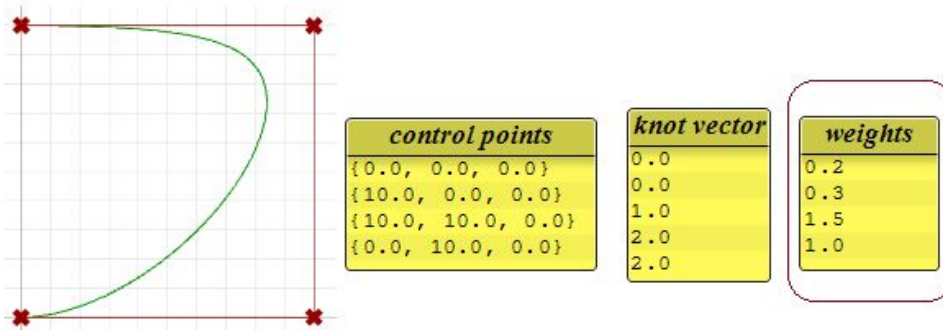 control points
{0.0, 0.0, 0.0}
{10.0, 0.0, 0.0}
{10.0, 10.0, 0.0}
{0.0, 10.0, 0.0}
knot vector
0.0
0.0
1.0
2.0
2.0
weights
0.2
0.3
1.5
1.0